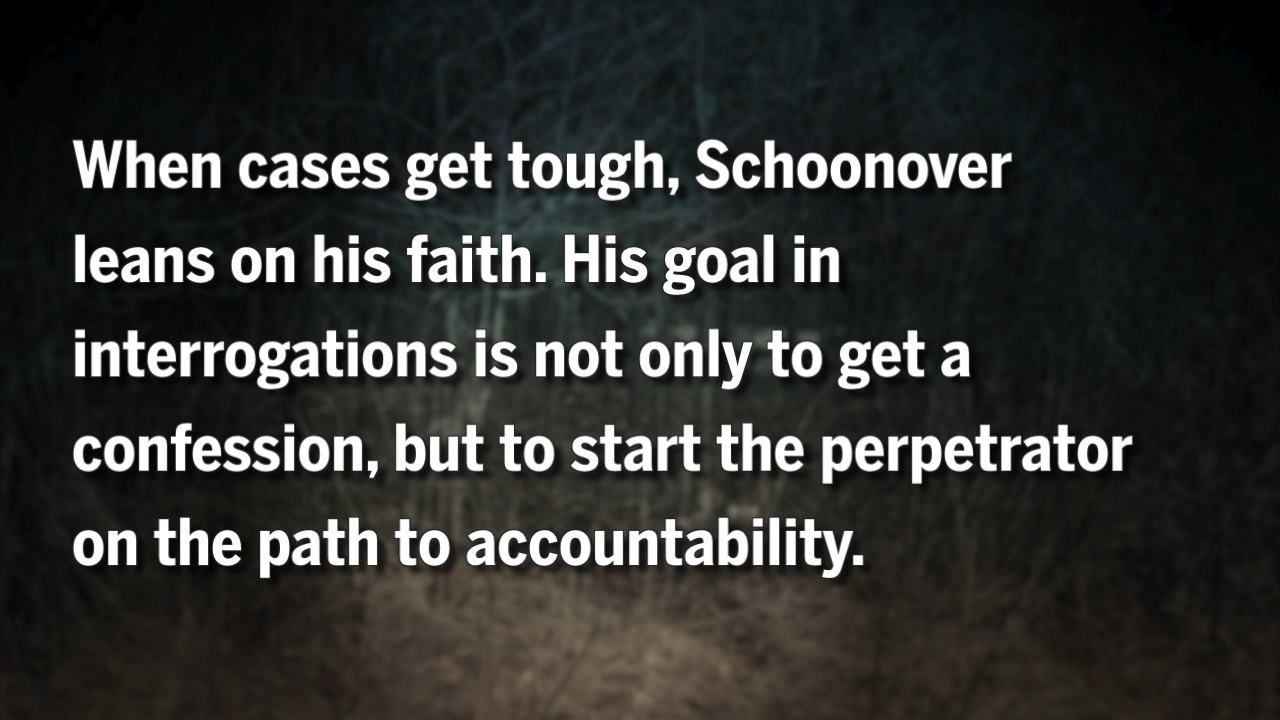 When cases get tough, Schoonover
leans on his faith. His goal in
interrogations is not only to get a
confession, but to start the perpetrator
on the path to accountability.